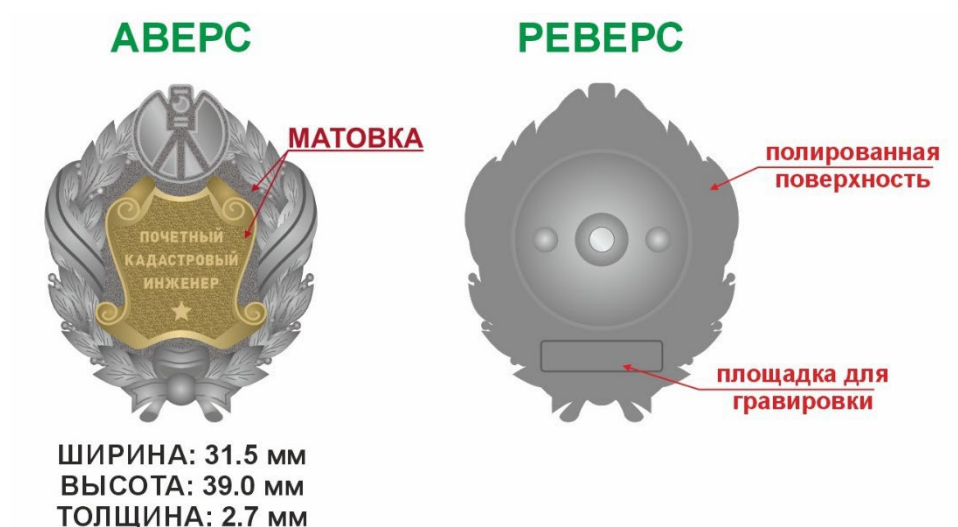 АВЕРС
РЕВЕРС
МАТОВКА
ПОЧЕТНЫЙ
КАДАСТРОВЫЙ
ИНЖЕНЕР
полированная
поверхность
площадка для
гравировки
ШИРИНА: 31.5 мм
ВЫСОТА: 39.0 мм
ТОЛЩИНА: 2.7 мм